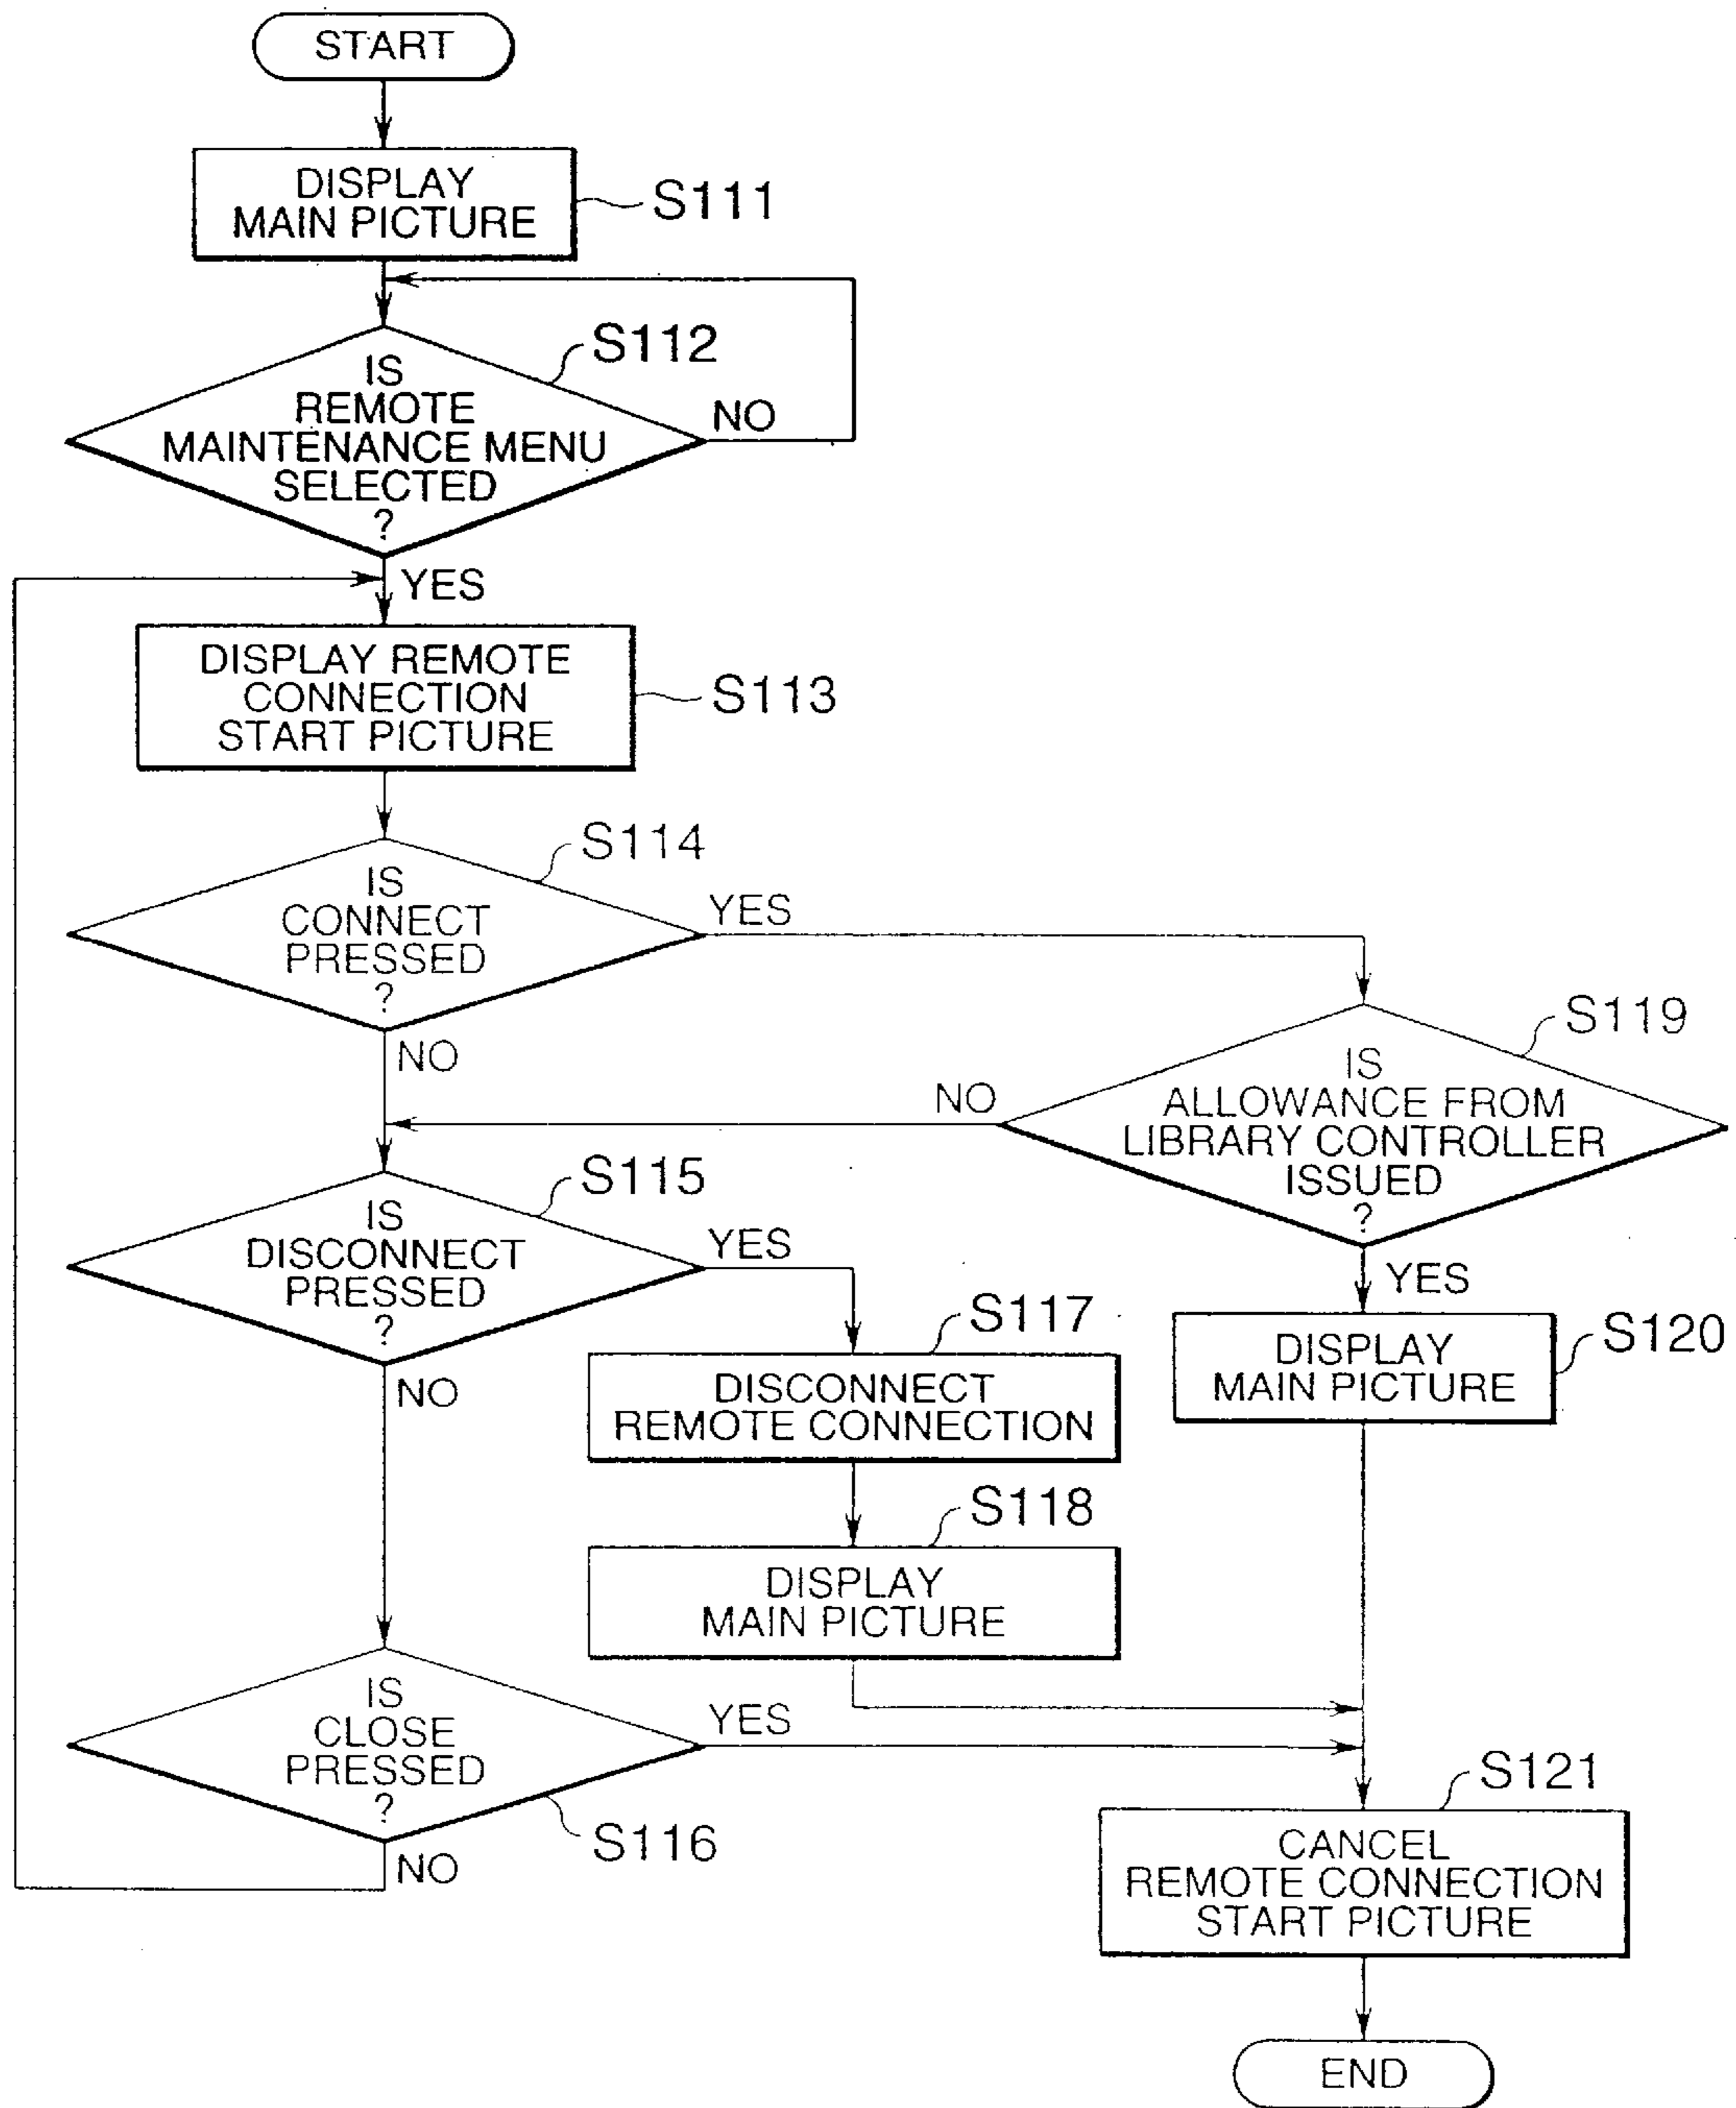 START
DISPLAY
MAIN PICTURE
S111
S112
IS
REMOTE
MAINTENANCE MENU
SELECTED
?
NO
YES
DISPLAY REMOTE
CONNECTION
START PICTURE
S113
S114
IS
CONNECT
PRESSED
?
YES
NO
S119
IS
ALLOWANCE FROM
LIBRARY CONTROLLER
ISSUED
?
NO
YES
S115
IS
DISCONNECT
PRESSED
?
YES
NO
S117
DISCONNECT
REMOTE CONNECTION
S120
DISPLAY
MAIN PICTURE
S118
DISPLAY
MAIN PICTURE
IS
CLOSE
PRESSED
?
YES
S116
NO
S121
CANCEL
REMOTE CONNECTION
START PICTURE
END